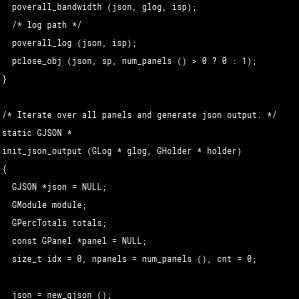 poverall_bandwidth (json, glog, isp);
/* log path */
poverall_log (json, isp);
pclose_obj (json, sp, num_panels () > 0 ? 0 : 1);
}

/* Iterate over all panels and generate json output. */
static GJSON *
init_json_output (GLog * glog, GHolder * holder)
{
GJSON *json = NULL;
GModule module;
GPercTotals totals;
const GPanel *panel = NULL;
size_t idx = 0, npanels = num_panels (), cnt = 0;

json = new_gjson ();